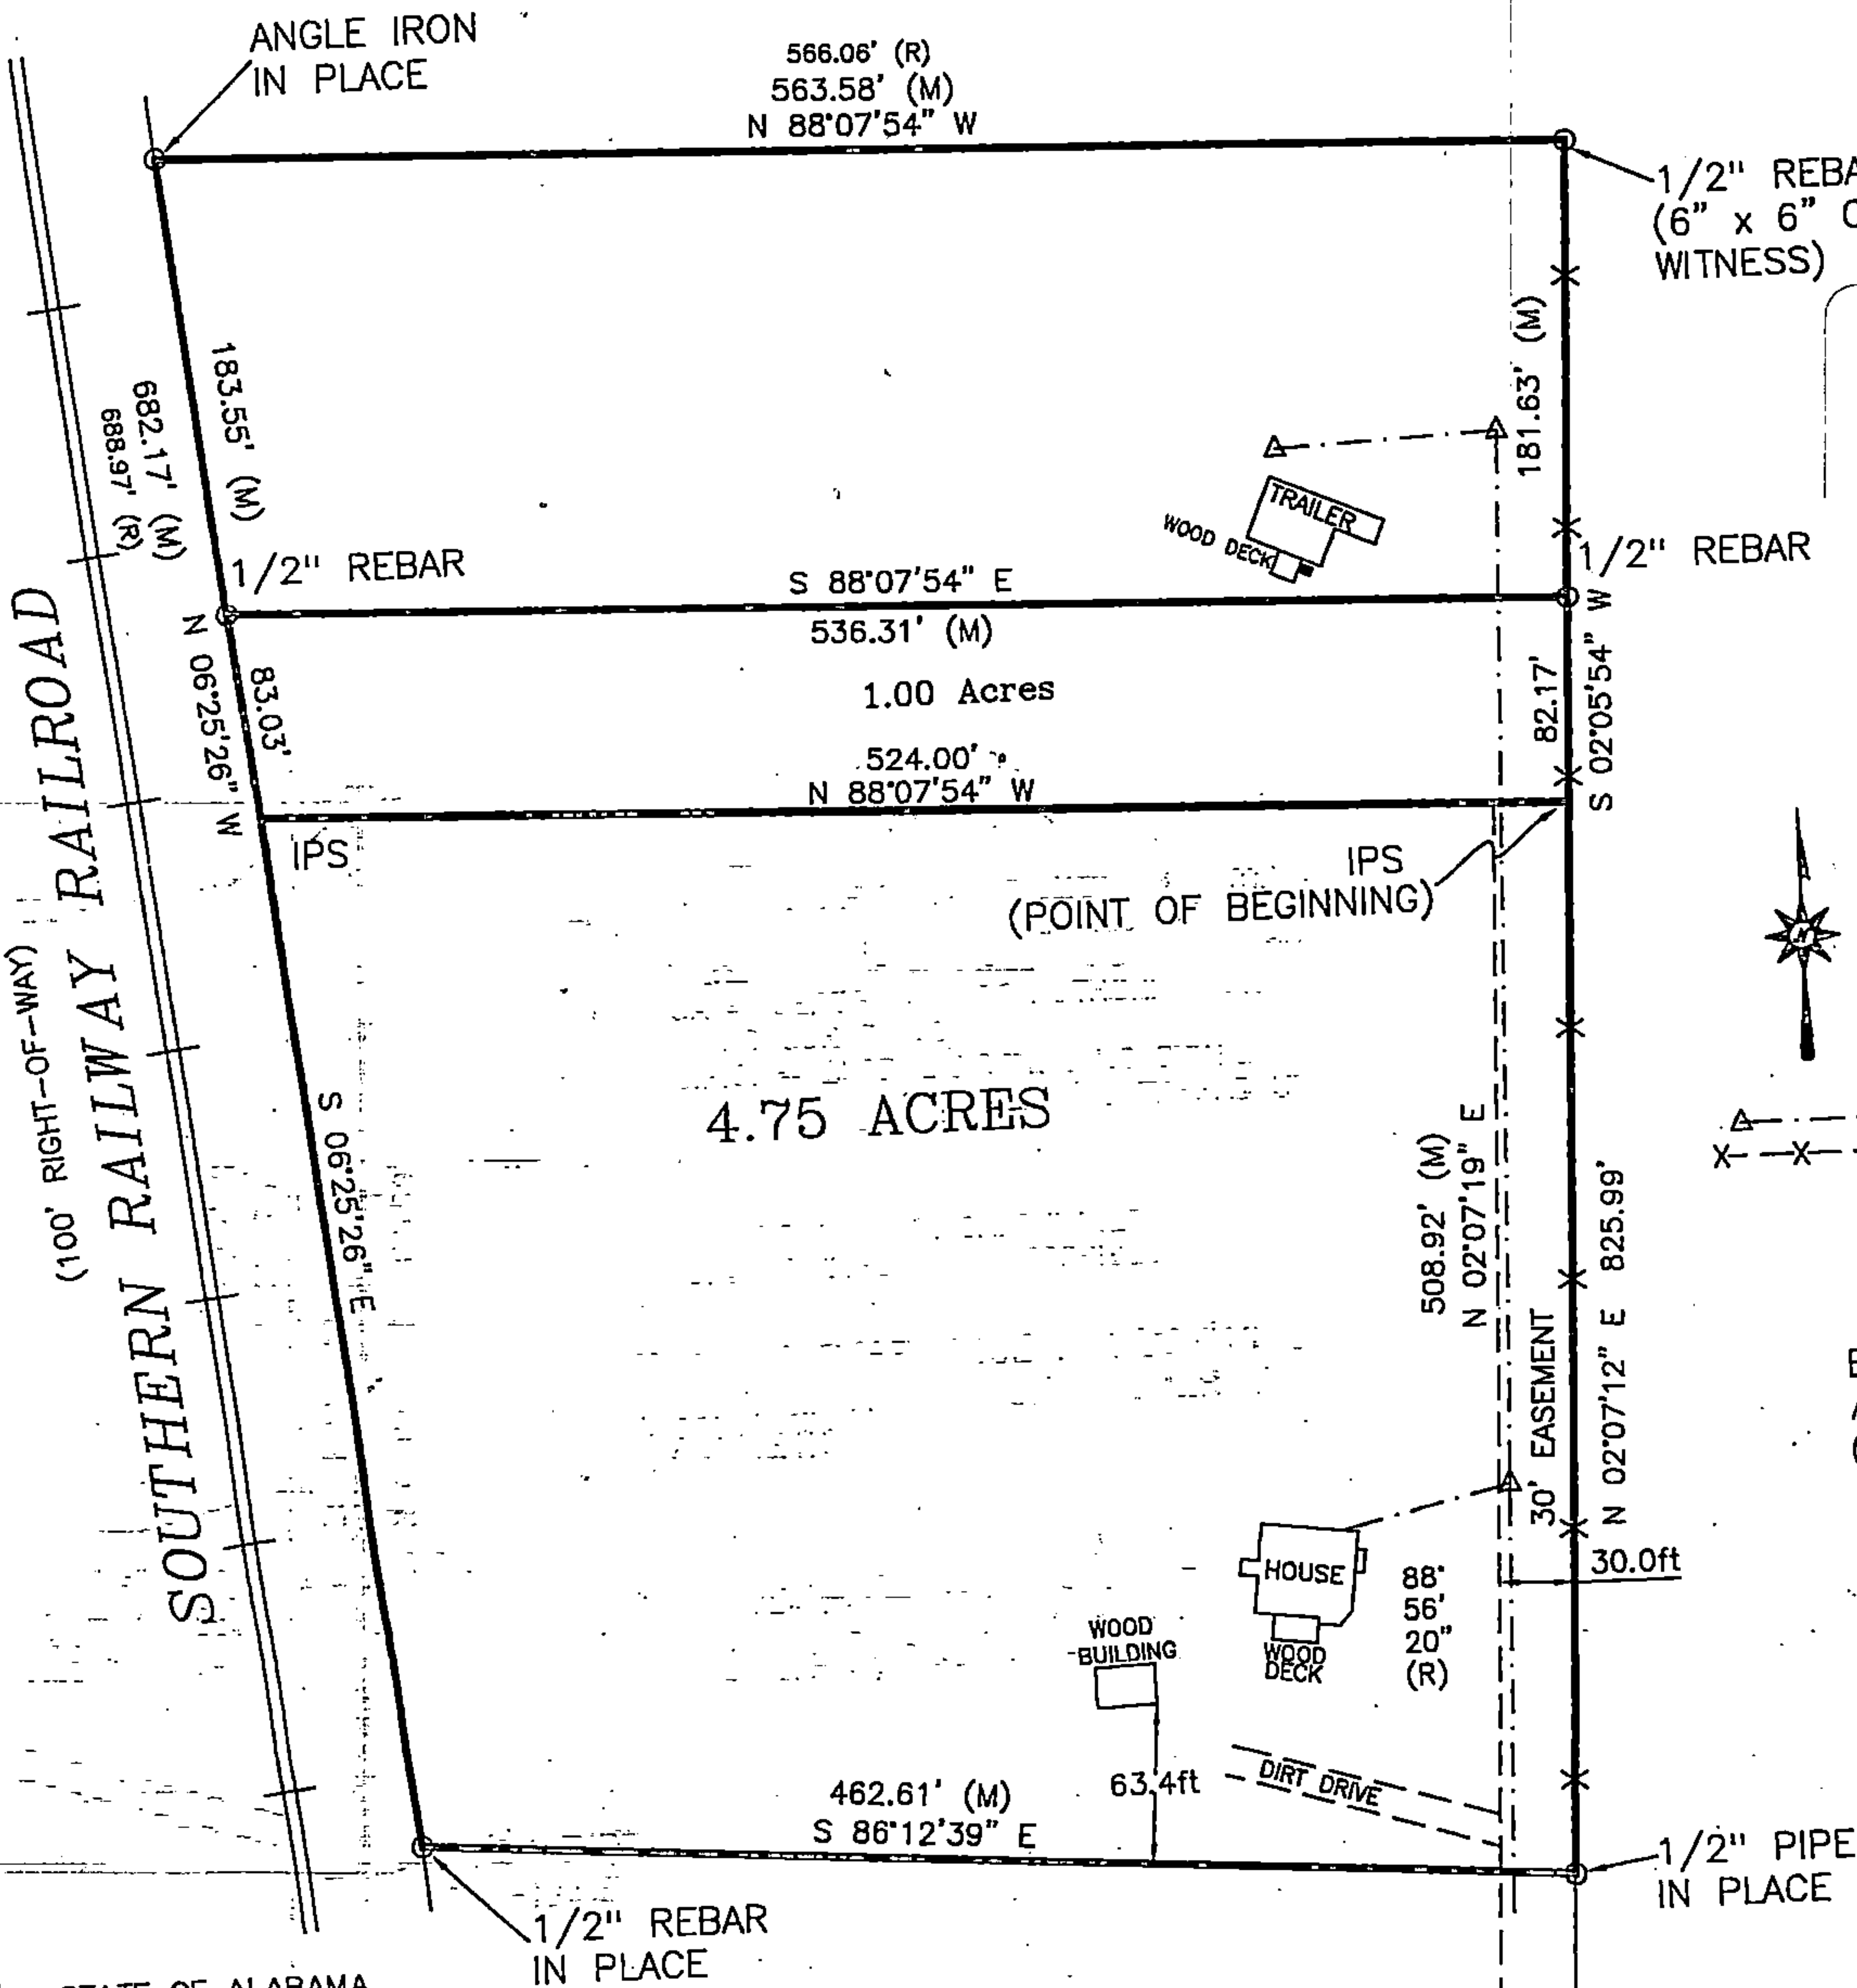 ANGLE IRON
IN PLACE
566.06' (R)
563.58' (M)
N 88°07'54" W
1/2" REBA
(6" x 6" C
WITNESS)
183.55' (M)
682.17' (M)
688.97' (R)
181.63' (M)
TRAILER
WOOD DECK
1/2" REBAR
1/2" REBAR
S 88°07'54" E
536.31' (M)
N 06°25'26" W
83.03'
1.00 Acres
82.17'
S 02°05'54" W
524.00'
N 88°07'54" W
IPS
IPS
(POINT OF BEGINNING)
N
SOUTHERN RAILWAY RAILROAD
(100' RIGHT-OF-WAY)
4.75 ACRES
S 06°25'26" E
508.92' (M)
N 02°07'19" E
30' EASEMENT
N 02°07'12" E 825.99'
X- -X-
30.0ft
HOUSE
88°
56'
20"
(R)
WOOD
DECK
WOOD
BUILDING
63.4ft
DIRT DRIVE
462.61' (M)
S 86°12'39" E
1/2" PIPE
IN PLACE
1/2" REBAR
IN PLACE
STATE OF ALABAMA